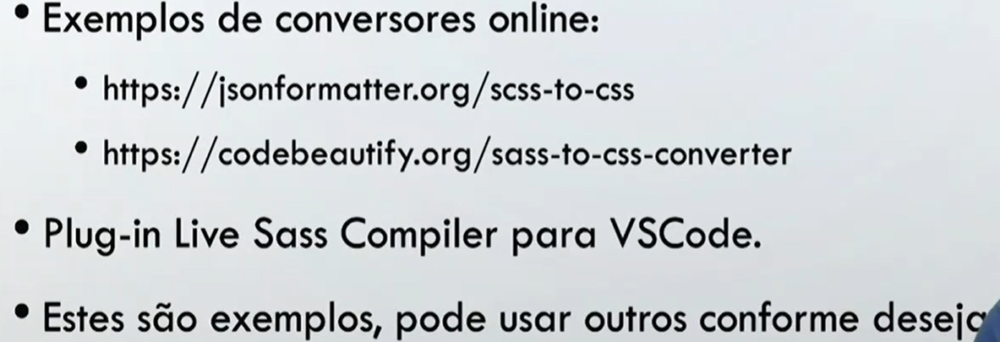 • Exemplos de conversores online:
• https://jsonformatter.org/scss-to-css
• https://codebeautify.org/sass-to-css-converter
• Plug-in Live Sass Compiler para VSCode.
• Estes são exemplos, pode usar outros conforme deseja